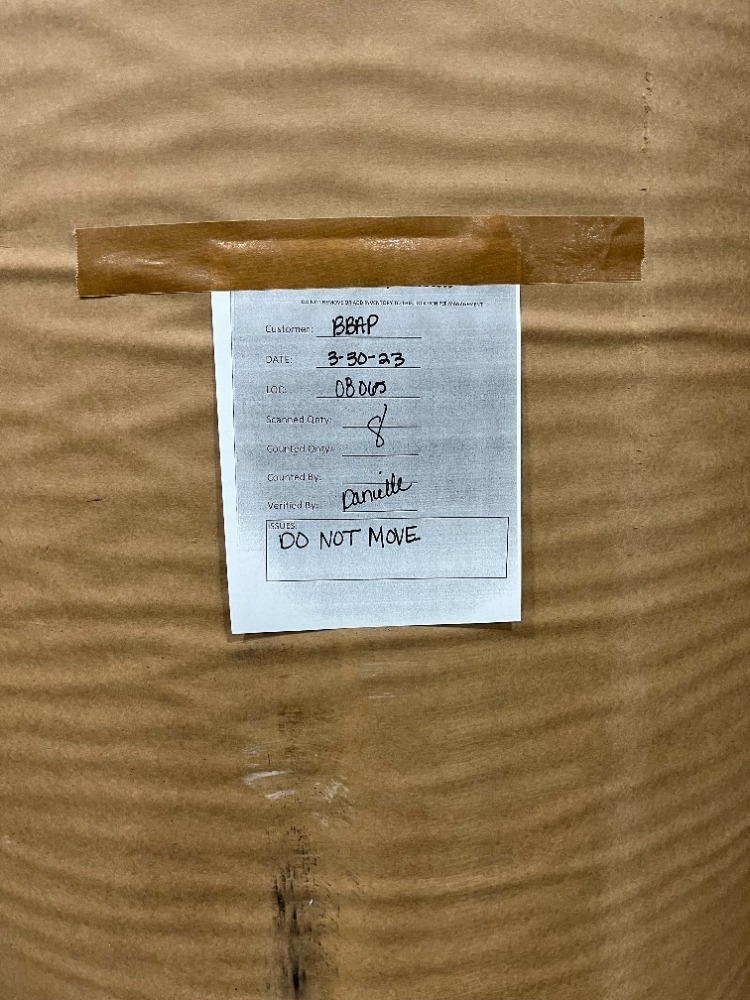 Customer: BBAP
DATE: 3-30-23
LOC: 08065
Scanned Qnty: 8
Counted Qnty:
Counted By:
Verified By: Danielle
ISSUES:
DO NOT MOVE